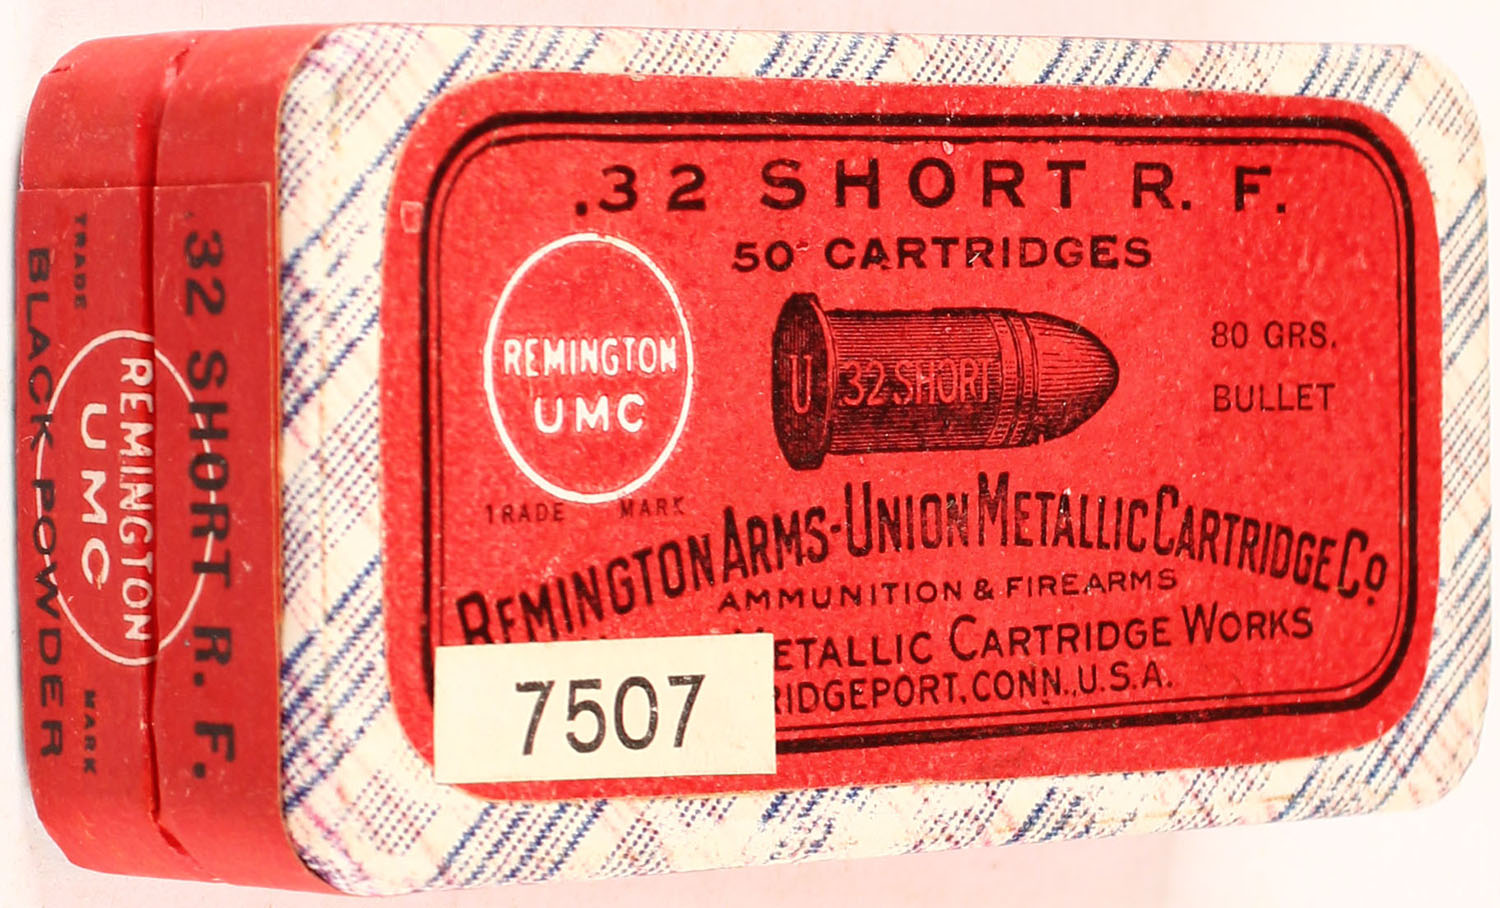 .32 SHORT R. F.
50 CARTRIDGES
REMINGTON
UMC
TRADE MARK
U .32 SHORT
80 GRS.
BULLET
REMINGTON ARMS-UNION METALLIC CARTRIDGE CO
AMMUNITION & FIREARMS
METALLIC CARTRIDGE WORKS
RIDGEPORT, CONN., U.S.A.
7507
.32 SHORT R. F.
REMINGTON
UMC
TRADE MARK
BLACK POWDER